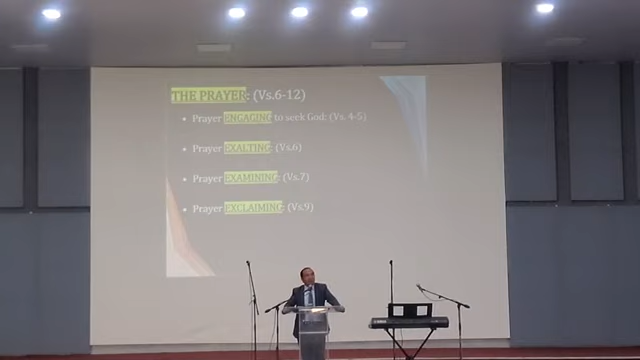 THE PRAYER: (Vs.6-12)
• Prayer ENGAGING to seek God: (Vs. 4-5)
• Prayer EXALTING: (Vs.6)
• Prayer EXAMINING: (Vs.7)
• Prayer EXCLAIMING: (Vs.9)